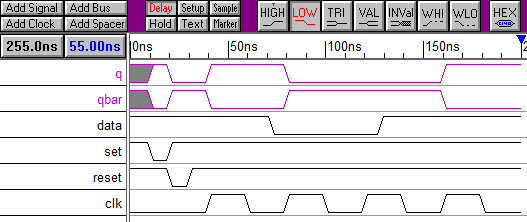 Add Signal Add Bus Delay Setup Sample HIGH LOW TRI VAL INVal WHI WLO HEX
Add Clock Add Spacer Hold Text Marker
255.0ns 55.00ns 0ns 50ns 100ns 150ns 2
q
qbar
data
set
reset
clk